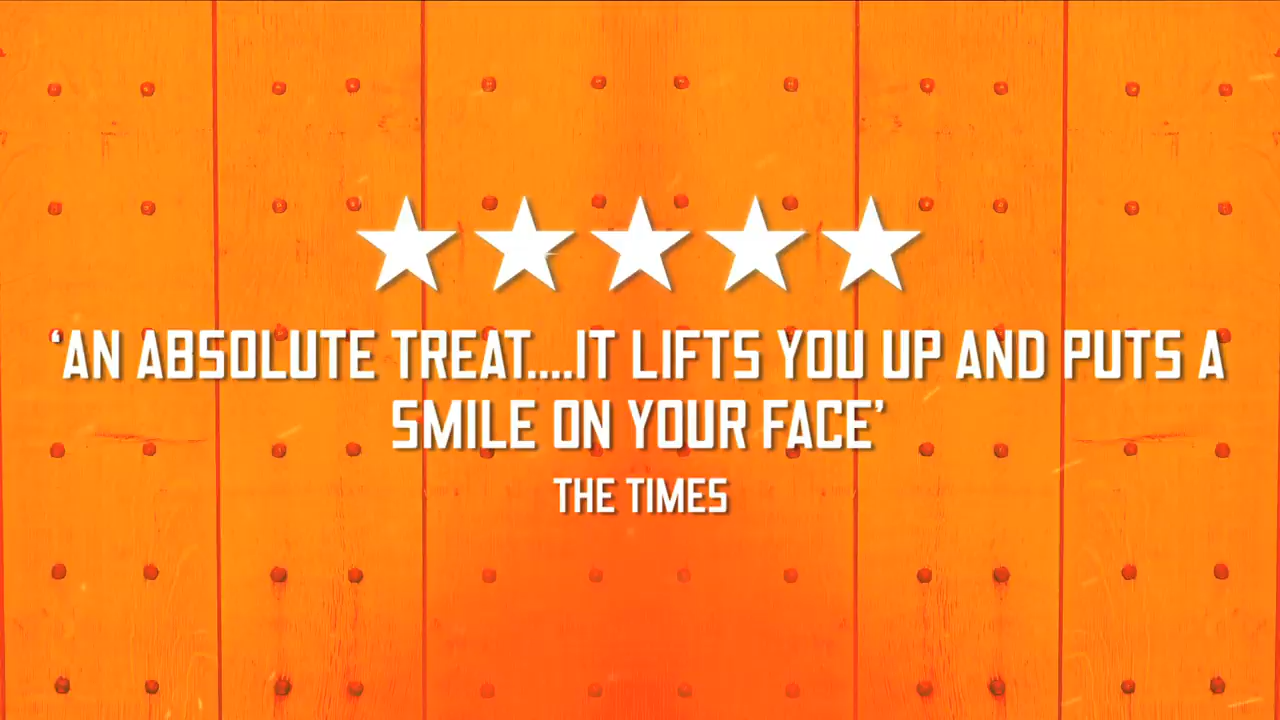 ‘AN ABSOLUTE TREAT....IT LIFTS YOU UP AND PUTS A
SMILE ON YOUR FACE’
THE TIMES